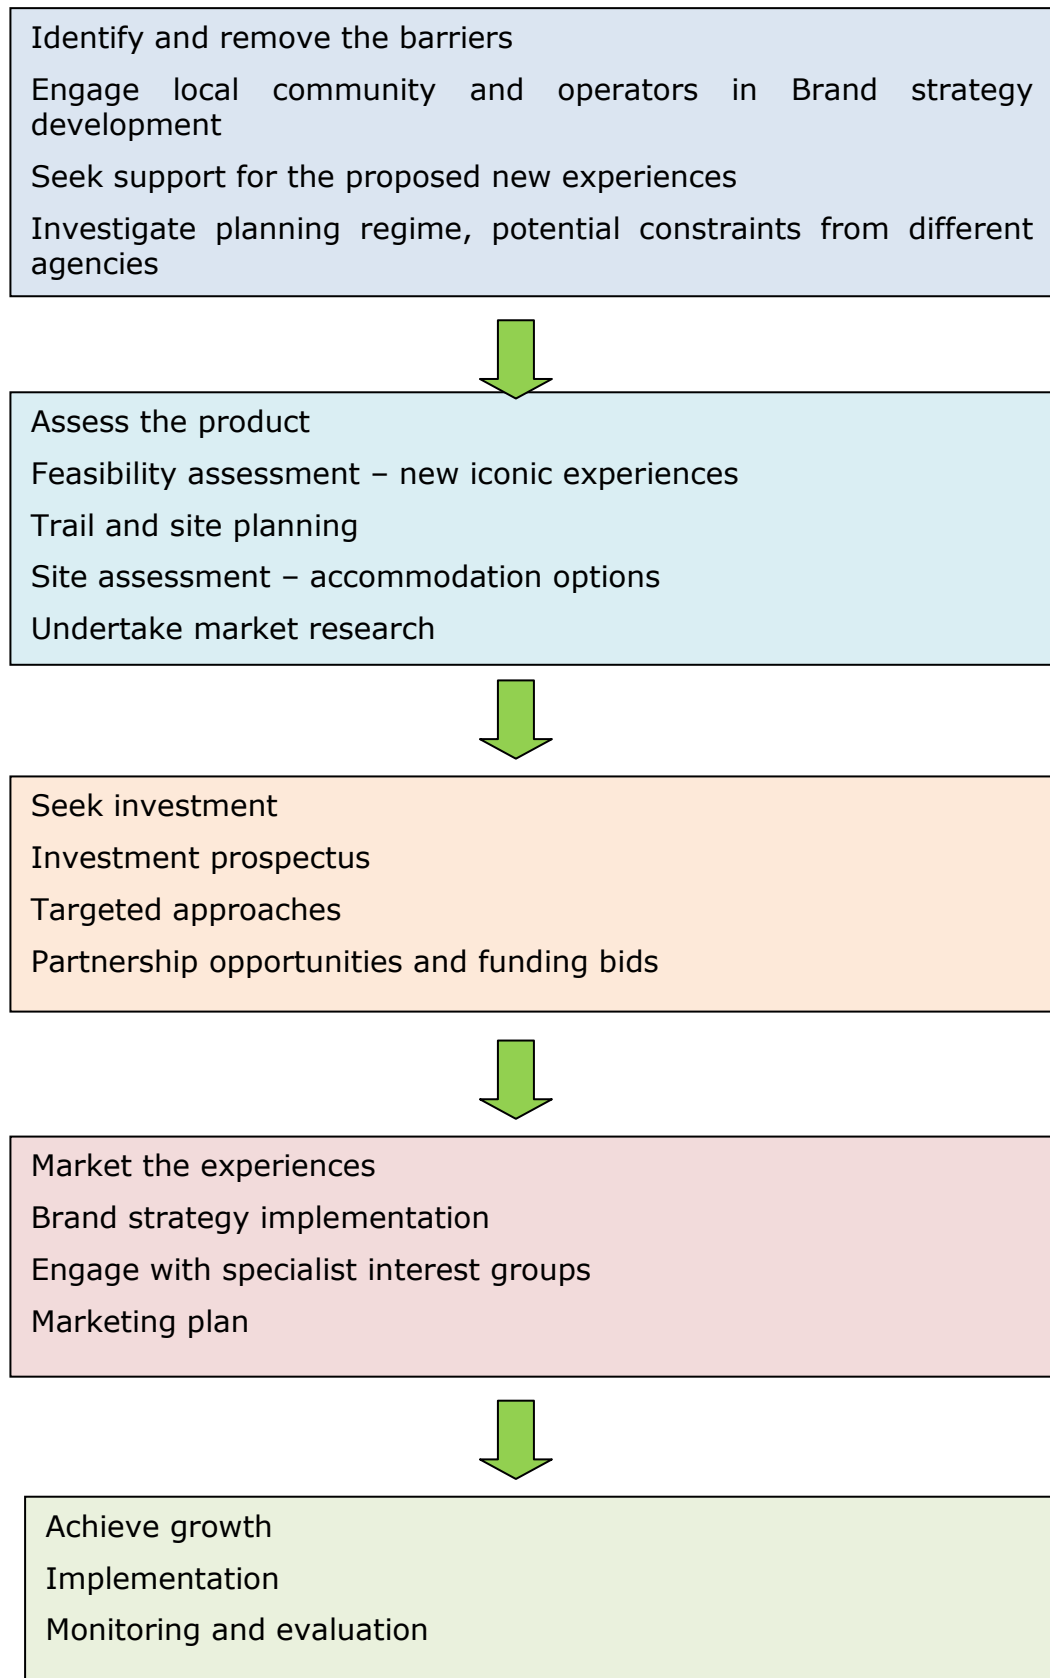 Identify and remove the barriers
Engage local community and operators in Brand strategy
development
Seek support for the proposed new experiences
Investigate planning regime, potential constraints from different
agencies
Assess the product
Feasibility assessment – new iconic experiences
Trail and site planning
Site assessment – accommodation options
Undertake market research
Seek investment
Investment prospectus
Targeted approaches
Partnership opportunities and funding bids
Market the experiences
Brand strategy implementation
Engage with specialist interest groups
Marketing plan
Achieve growth
Implementation
Monitoring and evaluation